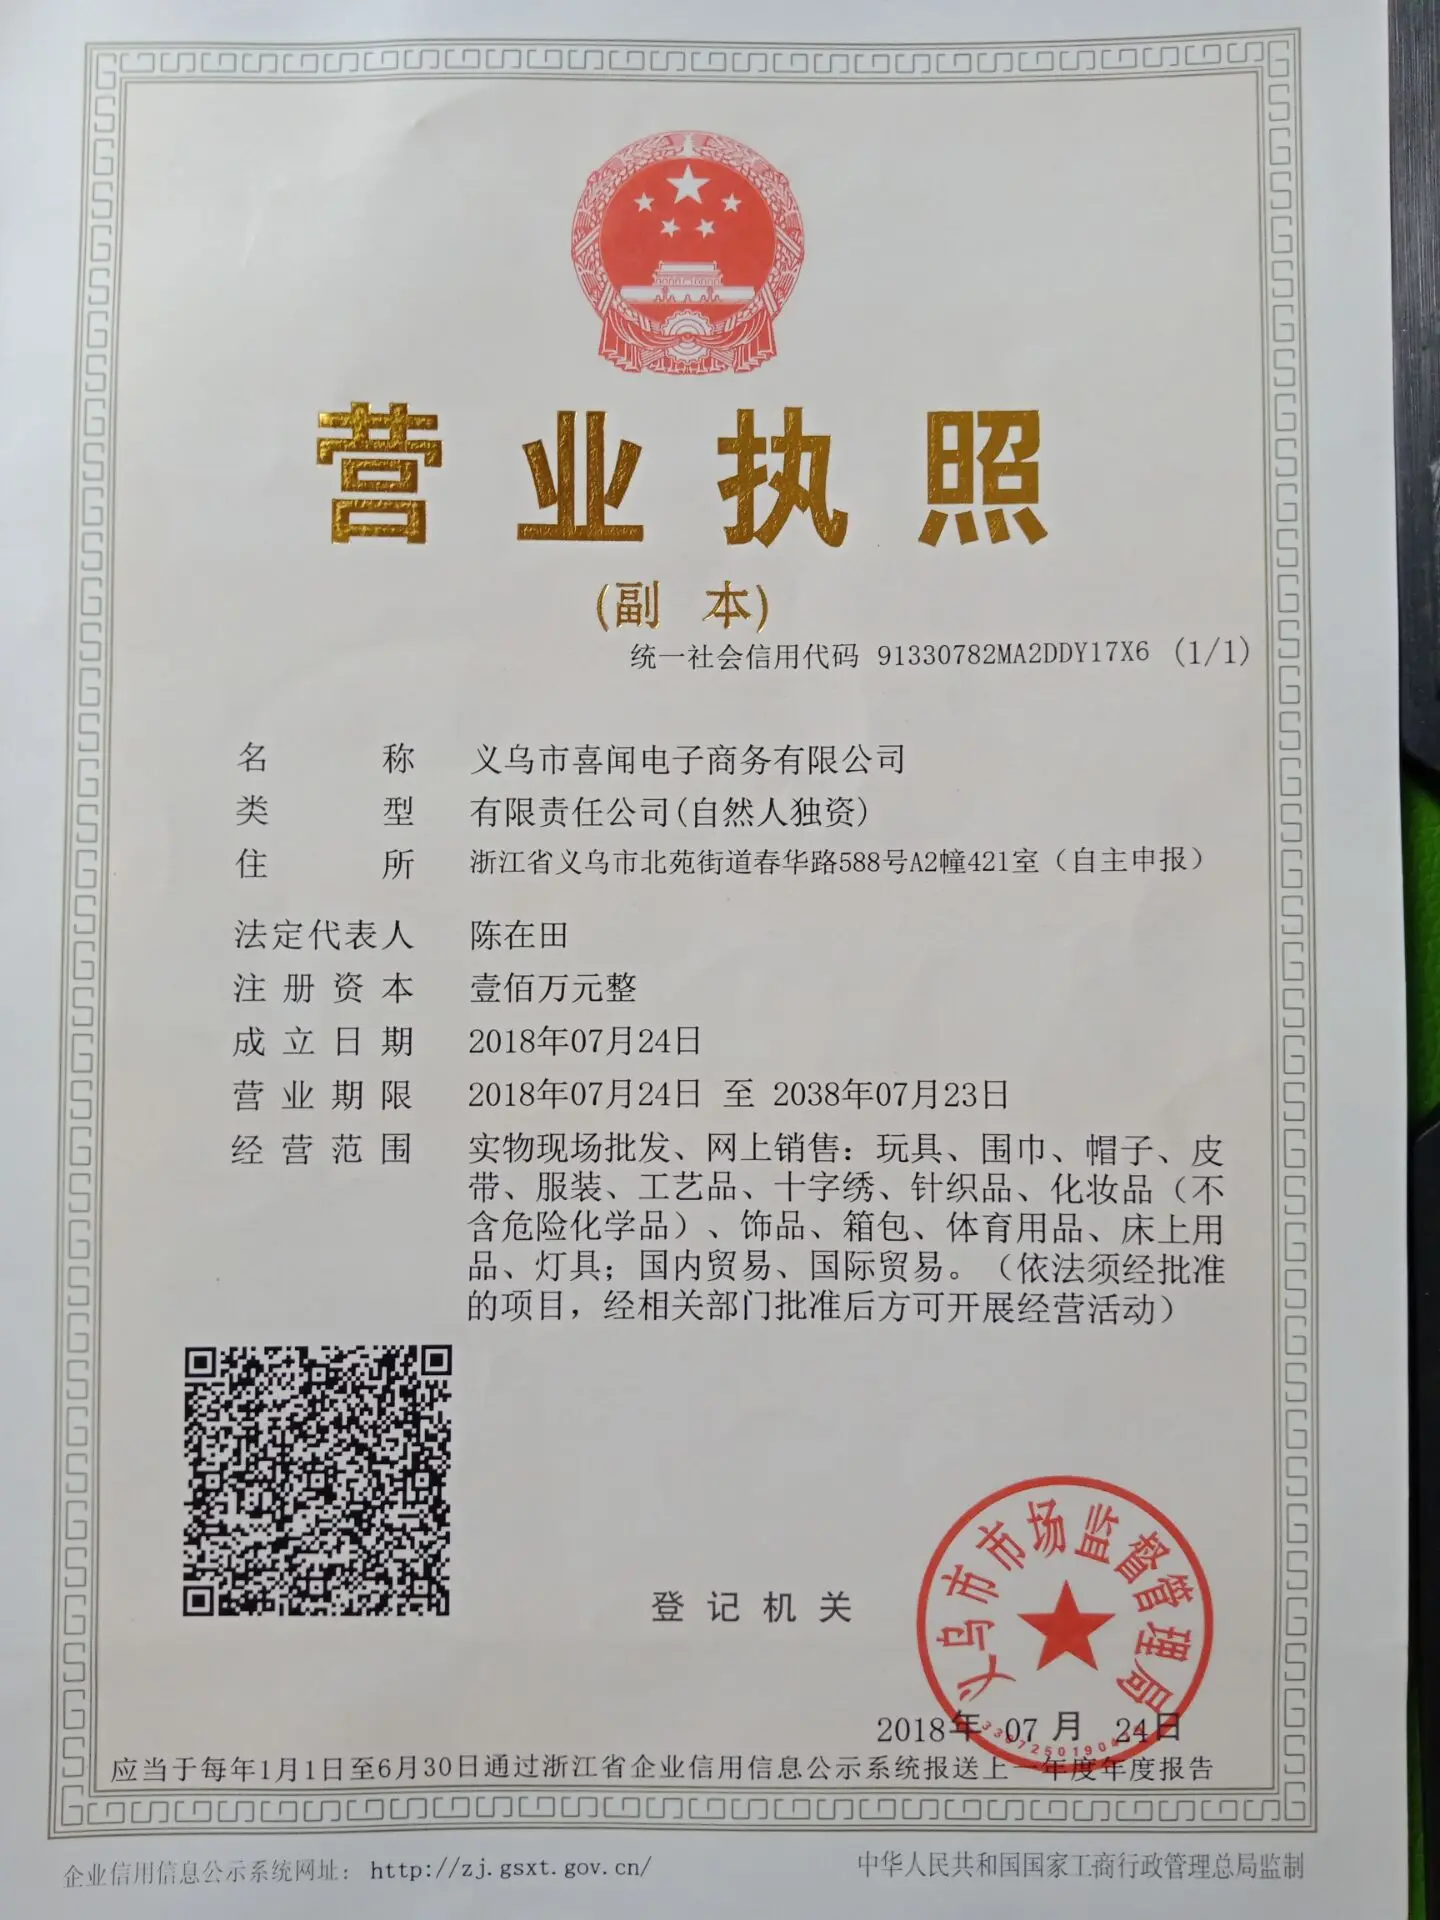 营业执照
(副 本)
统一社会信用代码 91330782MA2DDY17X6 (1/1)
名 称 义乌市喜闻电子商务有限公司
类 型 有限责任公司(自然人独资)
住 所 浙江省义乌市北苑街道春华路588号A2幢421室（自主申报）
法定代表人 陈在田
注册资本 壹佰万元整
成立日期 2018年07月24日
营业期限 2018年07月24日 至 2038年07月23日
经营范围 实物现场批发、网上销售：玩具、围巾、帽子、皮
带、服装、工艺品、十字绣、针织品、化妆品（不
含危险化学品）、饰品、箱包、体育用品、床上用
品、灯具；国内贸易、国际贸易。（依法须经批准
的项目，经相关部门批准后方可开展经营活动）
登记机关
义乌市市场监督管理局
2018年 07 月 24日
应当于每年1月1日至6月30日通过浙江省企业信用信息公示系统报送上一年度年度报告
企业信用信息公示系统网址： http://zj.gsxt.gov.cn/
中华人民共和国国家工商行政管理总局监制